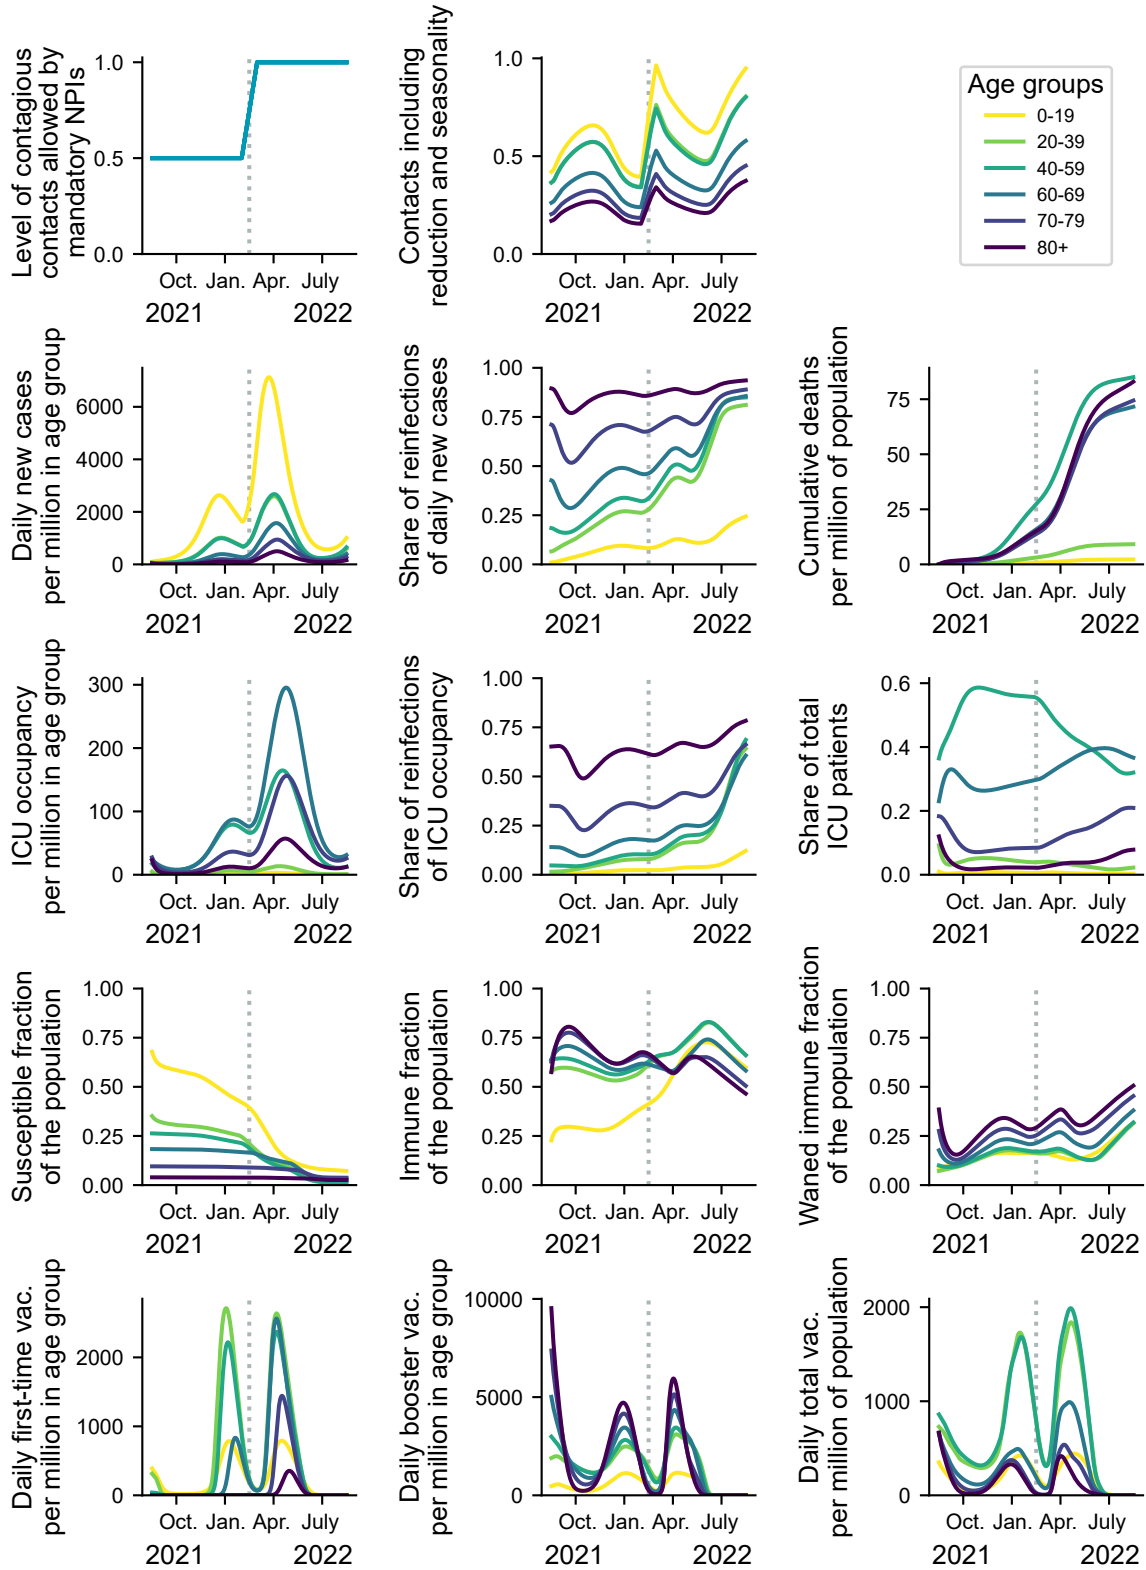 Level of contagious
contacts allowed by
mandatory NPIs
1.0
0.5
0.0
Oct. Jan. Apr. July
2021 2022
Contacts including
reduction and seasonality
1.0
0.5
0.0
Oct. Jan. Apr. July
2021 2022
Age groups
0-19
20-39
40-59
60-69
70-79
80+
Daily new cases
per million in age group
6000
4000
2000
0
Oct. Jan. Apr. July
2021 2022
Share of reinfections
of daily new cases
1.00
0.75
0.50
0.25
0.00
Oct. Jan. Apr. July
2021 2022
Cumulative deaths
per million of population
75
50
25
0
Oct. Jan. Apr. July
2021 2022
ICU occupancy
per million in age group
300
200
100
0
Oct. Jan. Apr. July
2021 2022
Share of reinfections
of ICU occupancy
1.00
0.75
0.50
0.25
0.00
Oct. Jan. Apr. July
2021 2022
Share of total
ICU patients
0.6
0.4
0.2
0.0
Oct. Jan. Apr. July
2021 2022
Susceptible fraction
of the population
1.00
0.75
0.50
0.25
0.00
Oct. Jan. Apr. July
2021 2022
Immune fraction
of the population
1.00
0.75
0.50
0.25
0.00
Oct. Jan. Apr. July
2021 2022
Waned immune fraction
of the population
1.00
0.75
0.50
0.25
0.00
Oct. Jan. Apr. July
2021 2022
Daily first-time vac.
per million in age group
2000
1000
0
Oct. Jan. Apr. July
2021 2022
Daily booster vac.
per million in age group
10000
5000
0
Oct. Jan. Apr. July
2021 2022
Daily total vac.
per million of population
2000
1000
0
Oct. Jan. Apr. July
2021 2022